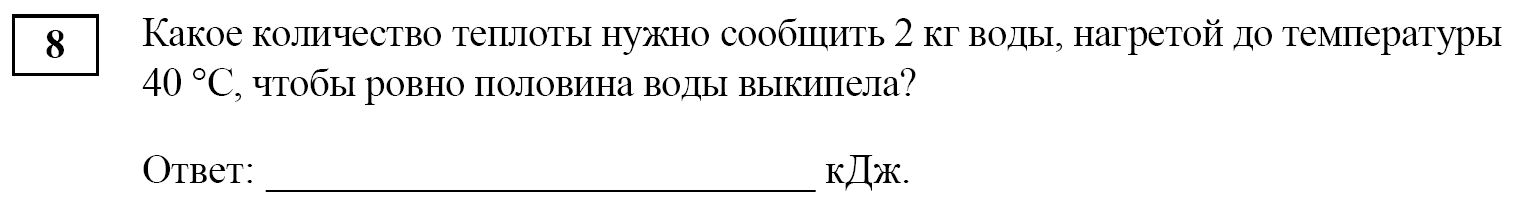 8 Какое количество теплоты нужно сообщить 2 кг воды, нагретой до температуры
40 °С, чтобы ровно половина воды выкипела?
Ответ: ___________________________ кДж.